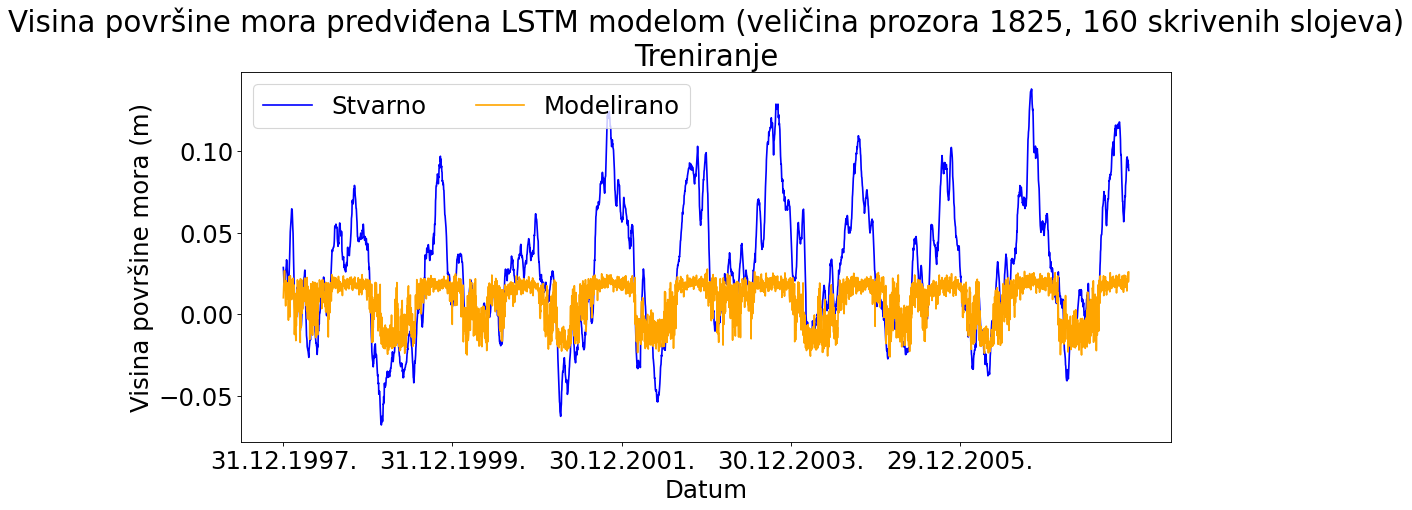 Visina površine mora predviđena LSTM modelom (veličina prozora 1825, 160 skrivenih slojeva)
Treniranje
Stvarno Modelirano
Visina površine mora (m)
0.10
0.05
0.00
−0.05
31.12.1997. 31.12.1999. 30.12.2001. 30.12.2003. 29.12.2005.
Datum